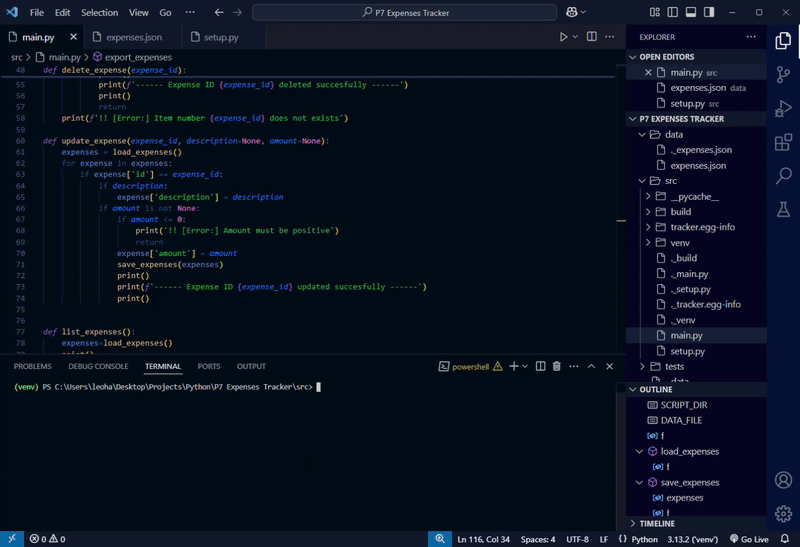 File Edit Selection View Go ··· P7 Expenses Tracker
main.py expenses.json setup.py
src > main.py > export_expenses
48 def delete_expense(expense_id):
55 print(f'------ Expense ID {expense_id} deleted succesfully ------')
56 print()
57 return
58 print(f'!! [Error:] Item number {expense_id} does not exists')
59
60 def update_expense(expense_id, description=None, amount=None):
61 expenses = load_expenses()
62 for expense in expenses:
63 if expense['id'] == expense_id:
64 if description:
65 expense['description'] = description
66 if amount is not None:
67 if amount <= 0:
68 print('!! [Error:] Amount must be positive')
69 return
70 expense['amount'] = amount
71 save_expenses(expenses)
72 print()
73 print(f'------ Expense ID {expense_id} updated succesfully ------')
74 print()
75
76
77 def list_expenses():
78 expenses=load_expenses()
79 print()
PROBLEMS DEBUG CONSOLE TERMINAL PORTS OUTPUT powershell
(venv) PS C:\Users\leoha\Desktop\Projects\Python\P7 Expenses Tracker\src>
EXPLORER ···
OPEN EDITORS
main.py src
expenses.json data
setup.py src
P7 EXPENSES TRACKER
data
._expenses.json
expenses.json
src
__pycache__
build
tracker.egg-info
venv
._build
._main.py
._setup.py
._tracker.egg-info
._venv
main.py
setup.py
tests
._data
OUTLINE
SCRIPT_DIR
DATA_FILE
f
load_expenses
f
save_expenses
expenses
f
TIMELINE
0 0 Ln 116, Col 34 Spaces: 4 UTF-8 LF {} Python 3.13.2 ('venv') Go Live